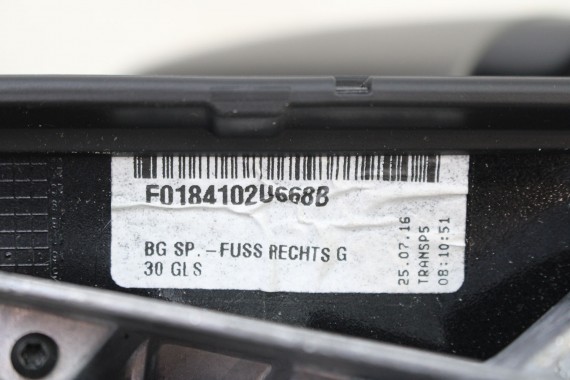 F0184102U668B
BG SP. -FUSS RECHTS G
30 GLS
25.07.16
TRANSPS
08:10:51